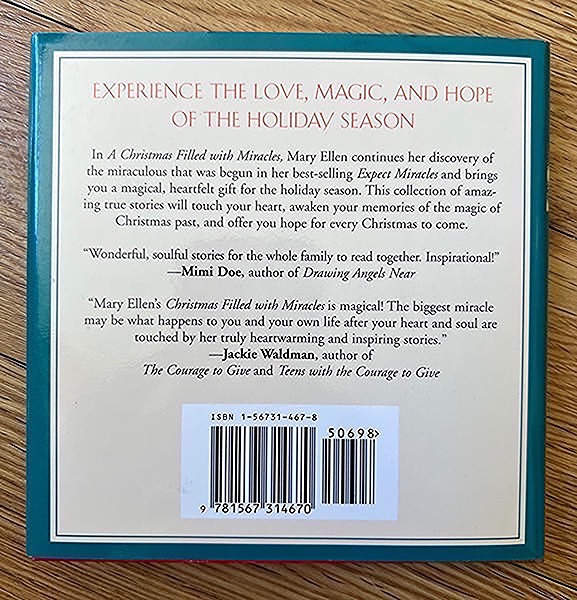 EXPERIENCE THE LOVE, MAGIC, AND HOPE
OF THE HOLIDAY SEASON
In A Christmas Filled with Miracles, Mary Ellen continues her discovery of
the miraculous that was begun in her best-selling Expect Miracles and brings
you a magical, heartfelt gift for the holiday season. This collection of amaz-
ing true stories will touch your heart, awaken your memories of the magic of
Christmas past, and offer you hope for every Christmas to come.
“Wonderful, soulful stories for the whole family to read together. Inspirational!”
—Mimi Doe, author of Drawing Angels Near
“Mary Ellen’s Christmas Filled with Miracles is magical! The biggest miracle
may be what happens to you and your own life after your heart and soul are
touched by her truly heartwarming and inspiring stories.”
—Jackie Waldman, author of
The Courage to Give and Teens with the Courage to Give
ISBN 1-56731-467-8
50698>
9 781567 314670